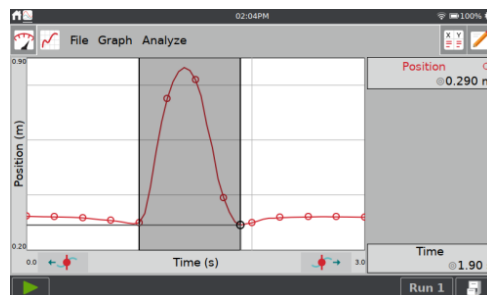 02:04PM
100%
File Graph Analyze
X Y
0.90
Position (m)
0.20
0.0
Time (s)
3.0
Position
0.290
Time
1.90
Run 1